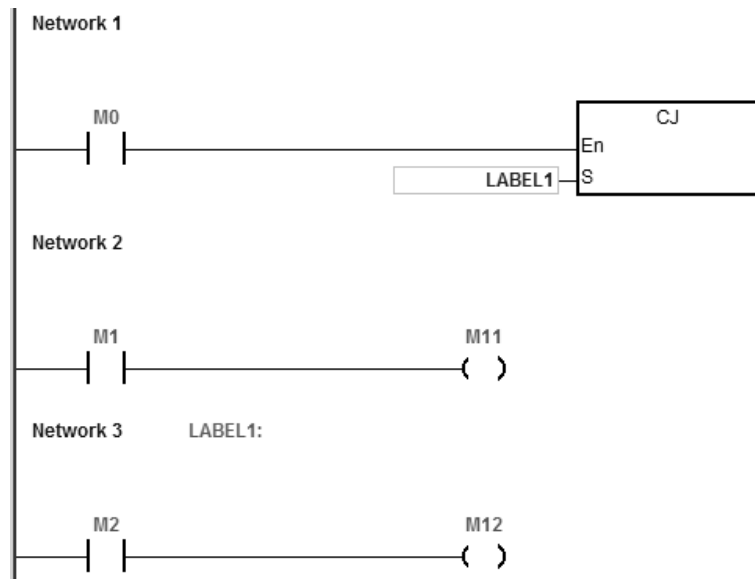 Network 1
M0
CJ
En
LABEL1
S
Network 2
M1 M11
Network 3 LABEL1:
M2 M12